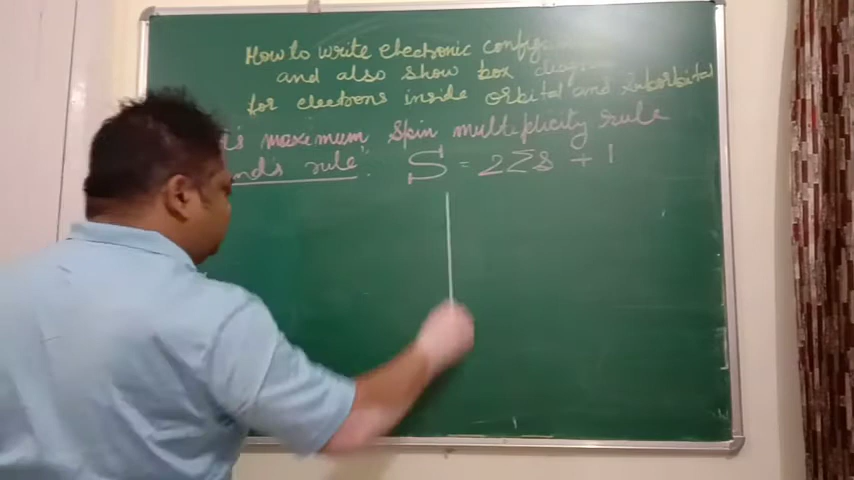 How to write electronic
and also show box
for electrons inside orbital and suborbital
is maximum spin multiplicity rule
rule. S = 2Σs + 1